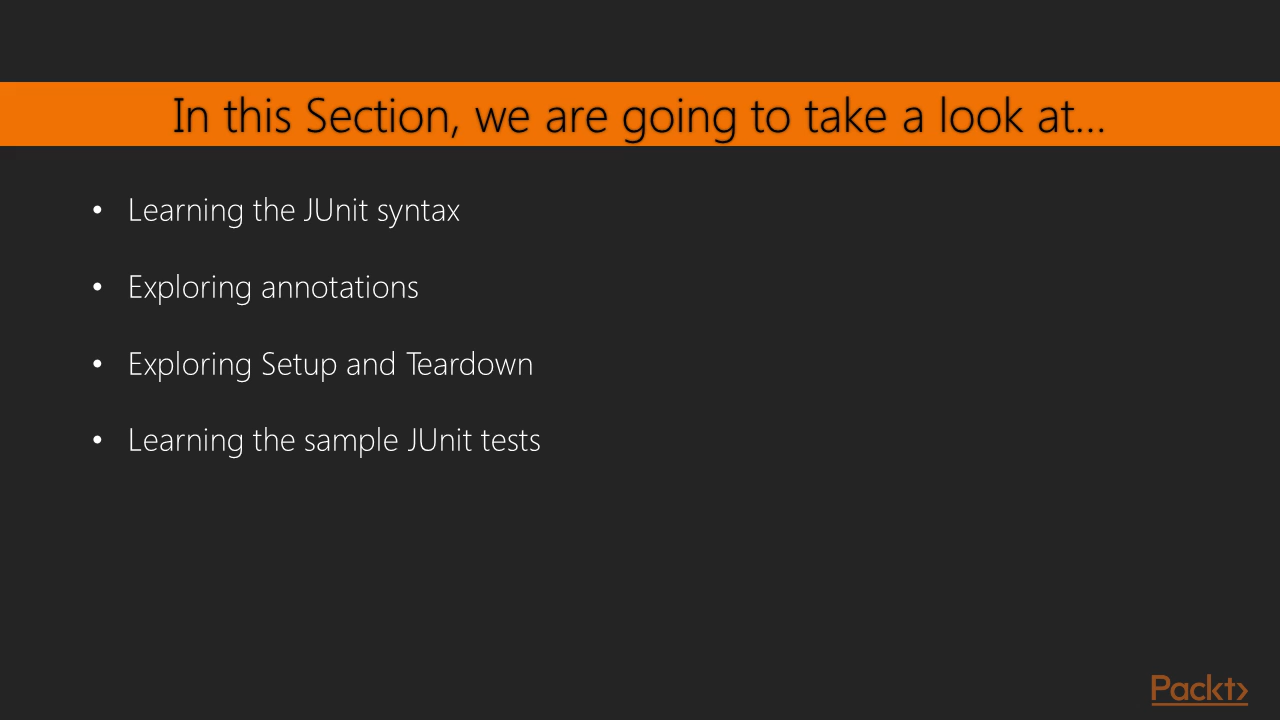 In this Section, we are going to take a look at...
• Learning the JUnit syntax
• Exploring annotations
• Exploring Setup and Teardown
• Learning the sample JUnit tests
Packt>